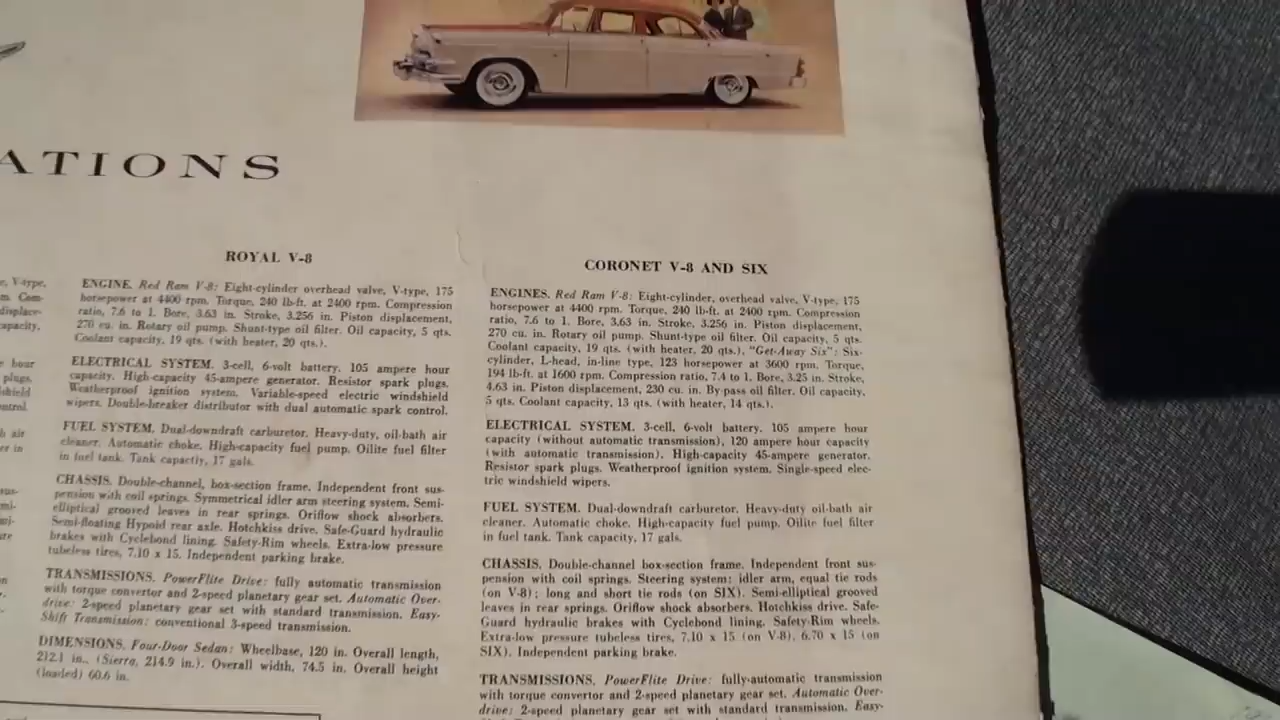 ATIONS
e, V-type,
m. Com-
displace-
capacity,
e hour
plugs.
shield
ontrol.
h air
er in
sus-
mi-
ROYAL V-8
ENGINE. Red Ram V-8: Eight-cylinder overhead valve, V-type, 175
horsepower at 4400 rpm. Torque, 240 lb-ft. at 2400 rpm. Compression
ratio, 7.6 to 1. Bore, 3.63 in. Stroke, 3.256 in. Piston displacement,
270 cu. in. Rotary oil pump. Shunt-type oil filter. Oil capacity, 5 qts.
Coolant capacity, 19 qts. (with heater, 20 qts.).
ELECTRICAL SYSTEM. 3-cell, 6-volt battery. 105 ampere hour
capacity. High-capacity 45-ampere generator. Resistor spark plugs.
Weatherproof ignition system. Variable-speed electric windshield
wipers. Double-breaker distributor with dual automatic spark control.
FUEL SYSTEM. Dual-downdraft carburetor. Heavy-duty, oil-bath air
cleaner. Automatic choke. High-capacity fuel pump. Oilite fuel filter
in fuel tank. Tank capactiy, 17 gals.
CHASSIS. Double-channel, box-section frame. Independent front sus-
pension with coil springs. Symmetrical idler arm steering system. Semi-
elliptical grooved leaves in rear springs. Oriflow shock absorbers.
Semi-floating Hypoid rear axle. Hotchkiss drive. Safe-Guard hydraulic
brakes with Cyclebond lining. Safety-Rim wheels. Extra-low pressure
tubeless tires, 7.10 x 15. Independent parking brake.
TRANSMISSIONS. PowerFlite Drive: fully automatic transmission
with torque convertor and 2-speed planetary gear set. Automatic Over-
drive: 2-speed planetary gear set with standard transmission. Easy-
Shift Transmission: conventional 3-speed transmission.
DIMENSIONS. Four-Door Sedan: Wheelbase, 120 in. Overall length,
212.1 in., (Sierra, 214.9 in.). Overall width, 74.5 in. Overall height
(loaded) 60.6 in.
CORONET V-8 AND SIX
ENGINES. Red Ram V-8: Eight-cylinder, overhead valve, V-type, 175
horsepower at 4400 rpm. Torque, 240 lb-ft. at 2400 rpm. Compression
ratio, 7.6 to 1. Bore, 3.63 in. Stroke, 3.256 in. Piston displacement,
270 cu. in. Rotary oil pump. Shunt-type oil filter. Oil capacity, 5 qts.
Coolant capacity, 19 qts. (with heater, 20 qts.). "Get-Away Six": Six-
cylinder, L-head, in-line type, 123 horsepower at 3600 rpm. Torque,
194 lb-ft. at 1600 rpm. Compression ratio, 7.4 to 1. Bore, 3.25 in. Stroke,
4.63 in. Piston displacement, 230 cu. in. By-pass oil filter. Oil capacity,
5 qts. Coolant capacity, 13 qts. (with heater, 14 qts.).
ELECTRICAL SYSTEM. 3-cell, 6-volt battery. 105 ampere hour
capacity (without automatic transmission), 120 ampere hour capacity
(with automatic transmission). High-capacity 45-ampere generator.
Resistor spark plugs. Weatherproof ignition system. Single-speed elec-
tric windshield wipers.
FUEL SYSTEM. Dual-downdraft carburetor. Heavy-duty oil-bath air
cleaner. Automatic choke. High-capacity fuel pump. Oilite fuel filter
in fuel tank. Tank capacity, 17 gals.
CHASSIS. Double-channel box-section frame. Independent front sus-
pension with coil springs. Steering system: idler arm, equal tie rods
(on V-8); long and short tie rods (on SIX). Semi-elliptical grooved
leaves in rear springs. Oriflow shock absorbers. Hotchkiss drive. Safe-
Guard hydraulic brakes with Cyclebond lining. Safety-Rim wheels.
Extra-low pressure tubeless tires, 7.10 x 15 (on V-8), 6.70 x 15 (on
SIX). Independent parking brake.
TRANSMISSIONS. PowerFlite Drive: fully-automatic transmission
with torque convertor and 2-speed planetary gear set. Automatic Over-
drive: 2-speed planetary gear set with standard transmission. Easy-